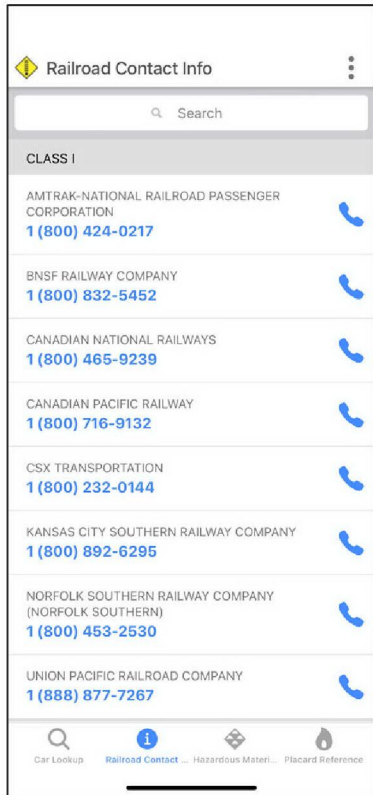 Railroad Contact Info
Search
CLASS I
AMTRAK-NATIONAL RAILROAD PASSENGER
CORPORATION
1 (800) 424-0217
BNSF RAILWAY COMPANY
1 (800) 832-5452
CANADIAN NATIONAL RAILWAYS
1 (800) 465-9239
CANADIAN PACIFIC RAILWAY
1 (800) 716-9132
CSX TRANSPORTATION
1 (800) 232-0144
KANSAS CITY SOUTHERN RAILWAY COMPANY
1 (800) 892-6295
NORFOLK SOUTHERN RAILWAY COMPANY
(NORFOLK SOUTHERN)
1 (800) 453-2530
UNION PACIFIC RAILROAD COMPANY
1 (888) 877-7267
Car Lookup Railroad Contact ... Hazardous Materi... Placard Reference